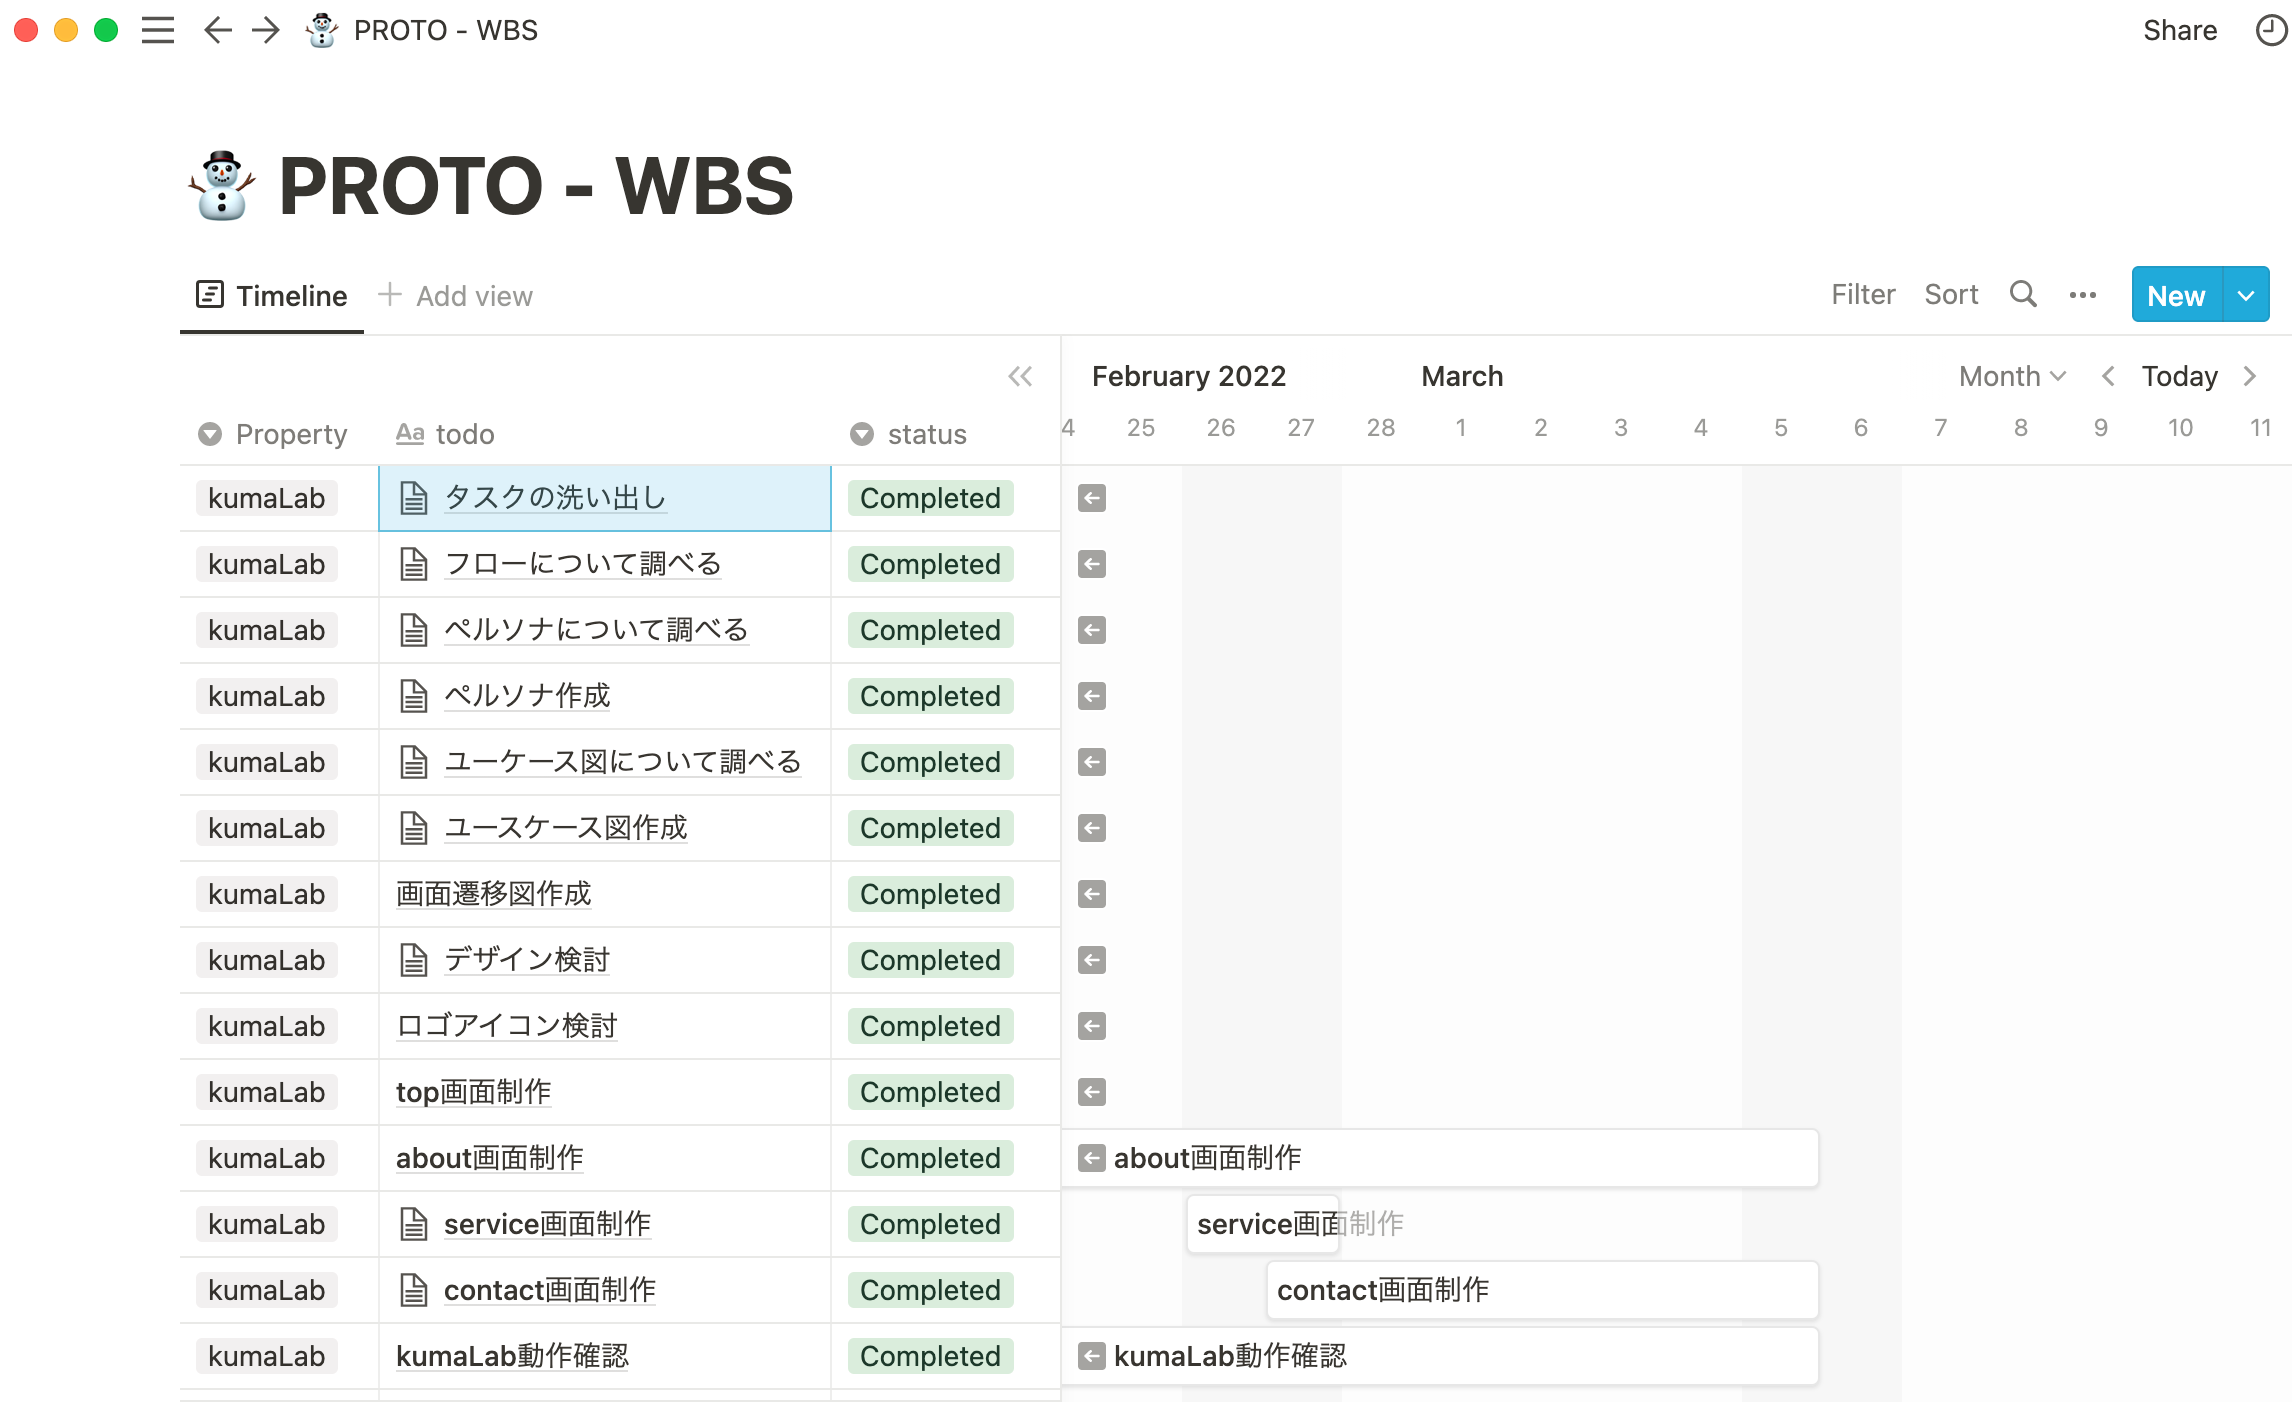 PROTO - WBS
Share
PROTO - WBS
Timeline
Add view
Filter
Sort
New
February 2022
March
Month
Today
Property
Aa todo
status
4 25 26 27 28 1 2 3 4 5 6 7 8 9 10 11
kumaLab タスクの洗い出し Completed
kumaLab フローについて調べる Completed
kumaLab ペルソナについて調べる Completed
kumaLab ペルソナ作成 Completed
kumaLab ユーケース図について調べる Completed
kumaLab ユースケース図作成 Completed
kumaLab 画面遷移図作成 Completed
kumaLab デザイン検討 Completed
kumaLab ロゴアイコン検討 Completed
kumaLab top画面制作 Completed
kumaLab about画面制作 Completed about画面制作
kumaLab service画面制作 Completed service画面制作
kumaLab contact画面制作 Completed contact画面制作
kumaLab kumaLab動作確認 Completed kumaLab動作確認